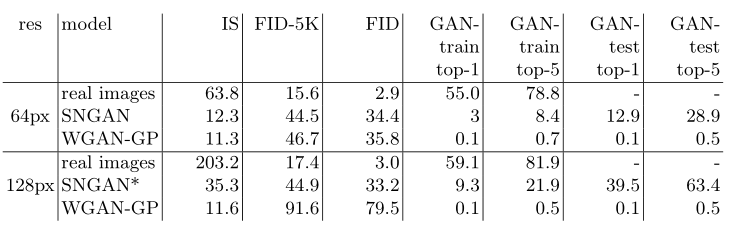 res model IS FID-5K FID GAN- GAN- GAN- GAN-
train train test test
top-1 top-5 top-1 top-5
real images 63.8 15.6 2.9 55.0 78.8 - -
64px SNGAN 12.3 44.5 34.4 3 8.4 12.9 28.9
WGAN-GP 11.3 46.7 35.8 0.1 0.7 0.1 0.5
real images 203.2 17.4 3.0 59.1 81.9 - -
128px SNGAN* 35.3 44.9 33.2 9.3 21.9 39.5 63.4
WGAN-GP 11.6 91.6 79.5 0.1 0.5 0.1 0.5